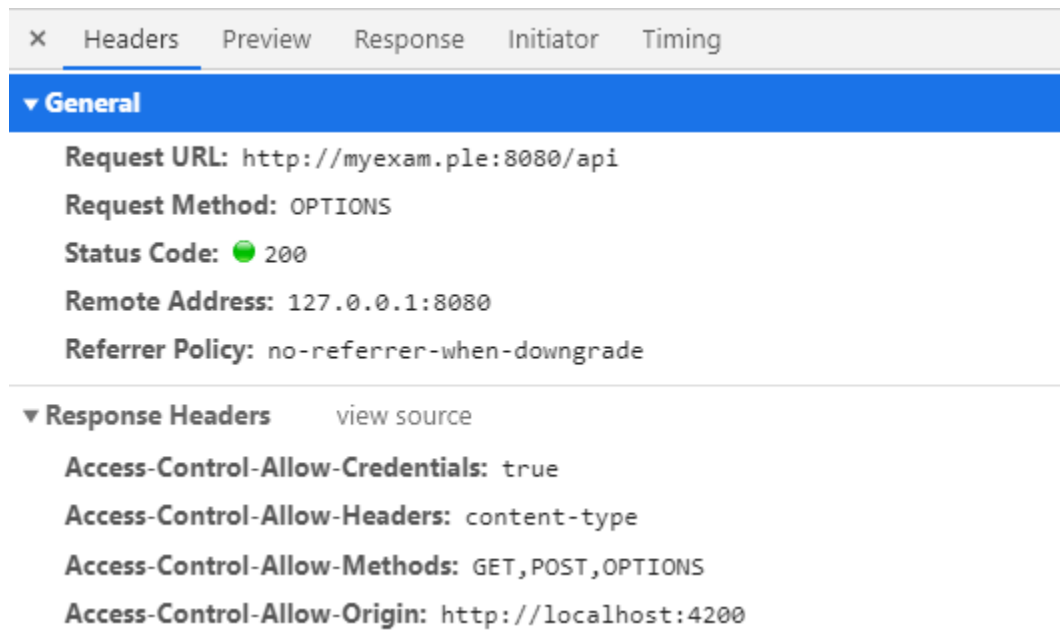 × Headers Preview Response Initiator Timing
▼ General
Request URL: http://myexam.ple:8080/api
Request Method: OPTIONS
Status Code: 200
Remote Address: 127.0.0.1:8080
Referrer Policy: no-referrer-when-downgrade
▼ Response Headers view source
Access-Control-Allow-Credentials: true
Access-Control-Allow-Headers: content-type
Access-Control-Allow-Methods: GET,POST,OPTIONS
Access-Control-Allow-Origin: http://localhost:4200